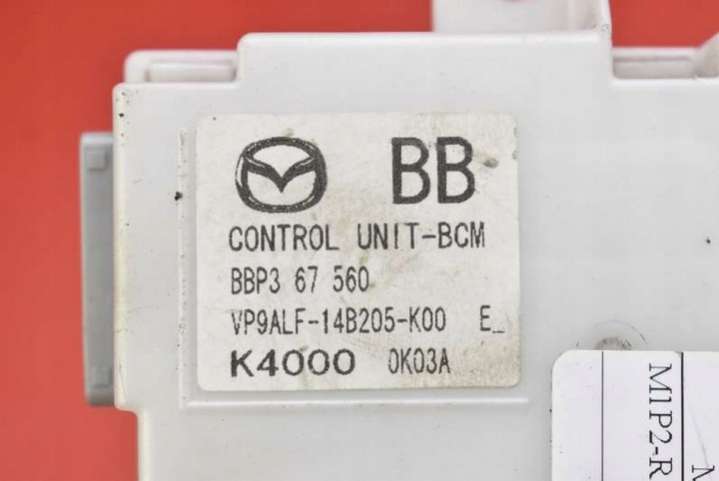 BB
CONTROL UNIT-BCM
BBP3 67 560
VP9ALF-14B205-K00 E_
K4000 0K03A
M1P2-R